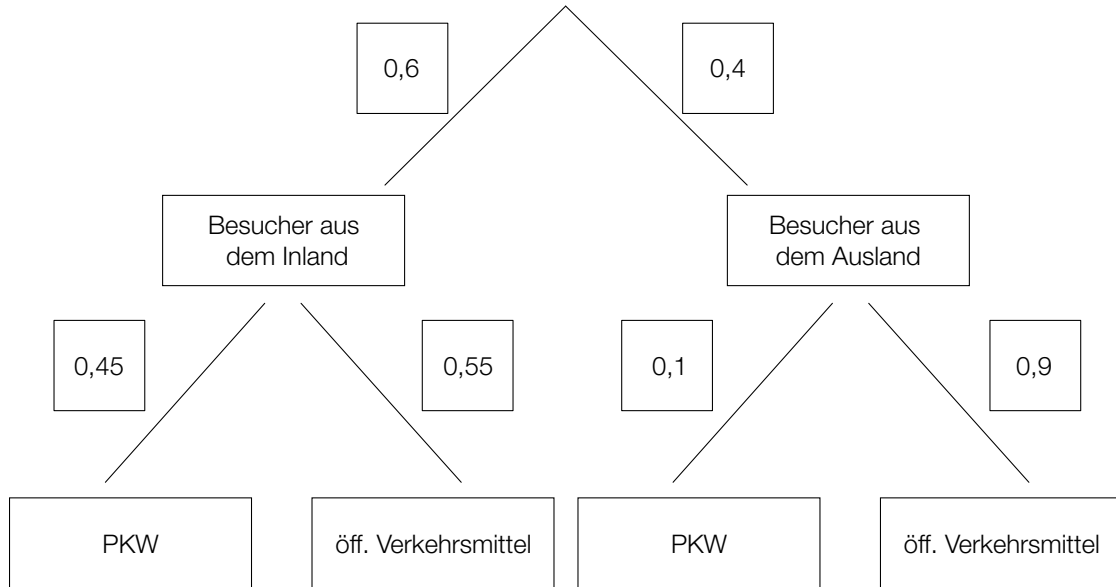 0,6
0,4
Besucher aus
dem Inland
Besucher aus
dem Ausland
0,45
0,55
0,1
0,9
PKW
öff. Verkehrsmittel
PKW
öff. Verkehrsmittel